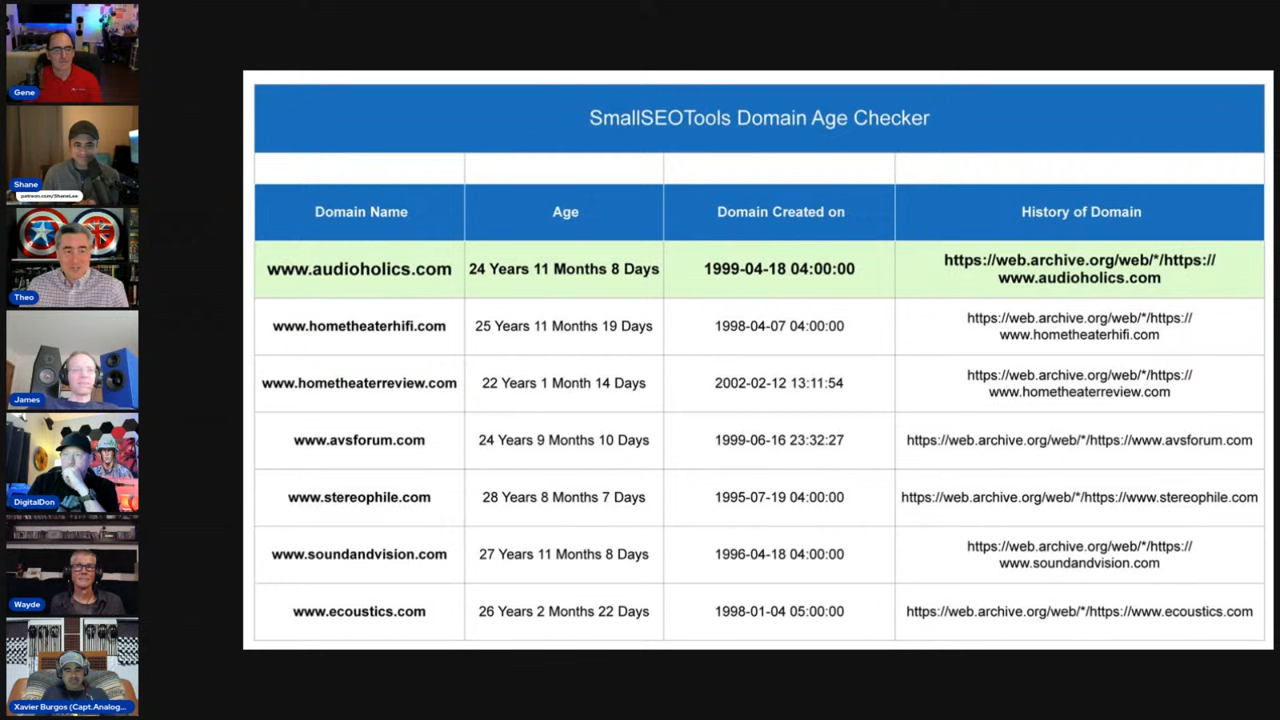 Gene
Shane
patreon.com/ShaneLee
Theo
James
DigitalDon
Wayde
Xavier Burgos (Capt.Analog...
SmallSEOTools Domain Age Checker
Domain Name Age Domain Created on History of Domain
www.audioholics.com 24 Years 11 Months 8 Days 1999-04-18 04:00:00 https://web.archive.org/web/*/https://
www.audioholics.com
www.hometheaterhifi.com 25 Years 11 Months 19 Days 1998-04-07 04:00:00 https://web.archive.org/web/*/https://
www.hometheaterhifi.com
www.hometheaterreview.com 22 Years 1 Month 14 Days 2002-02-12 13:11:54 https://web.archive.org/web/*/https://
www.hometheaterreview.com
www.avsforum.com 24 Years 9 Months 10 Days 1999-06-16 23:32:27 https://web.archive.org/web/*/https://www.avsforum.com
www.stereophile.com 28 Years 8 Months 7 Days 1995-07-19 04:00:00 https://web.archive.org/web/*/https://www.stereophile.com
www.soundandvision.com 27 Years 11 Months 8 Days 1996-04-18 04:00:00 https://web.archive.org/web/*/https://
www.soundandvision.com
www.ecoustics.com 26 Years 2 Months 22 Days 1998-01-04 05:00:00 https://web.archive.org/web/*/https://www.ecoustics.com